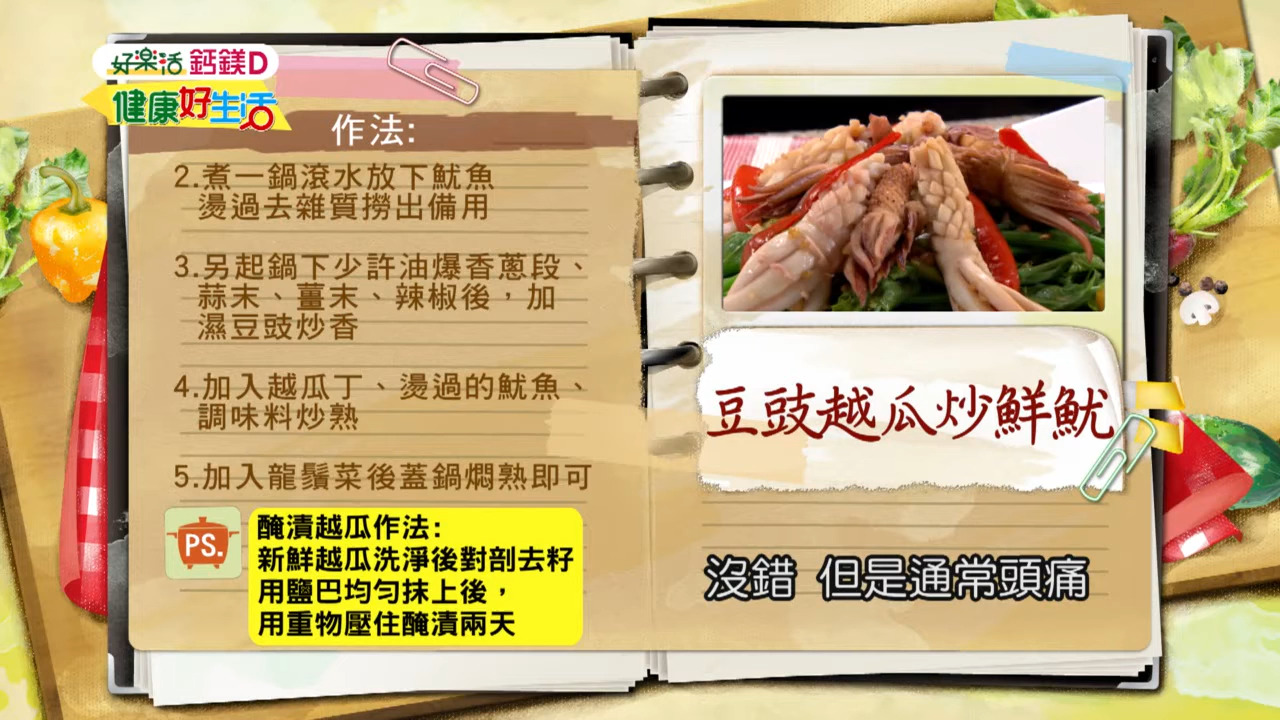 好樂活 鈣鎂D
健康好生活
作法:
2.煮一鍋滾水放下魷魚
燙過去雜質撈出備用
3.另起鍋下少許油爆香蔥段、
蒜末、薑末、辣椒後，加
濕豆豉炒香
4.加入越瓜丁、燙過的魷魚、
調味料炒熟
5.加入龍鬚菜後蓋鍋燜熟即可
PS.
醃漬越瓜作法:
新鮮越瓜洗淨後對剖去籽
用鹽巴均勻抹上後，
用重物壓住醃漬兩天
豆豉越瓜炒鮮魷
沒錯 但是通常頭痛